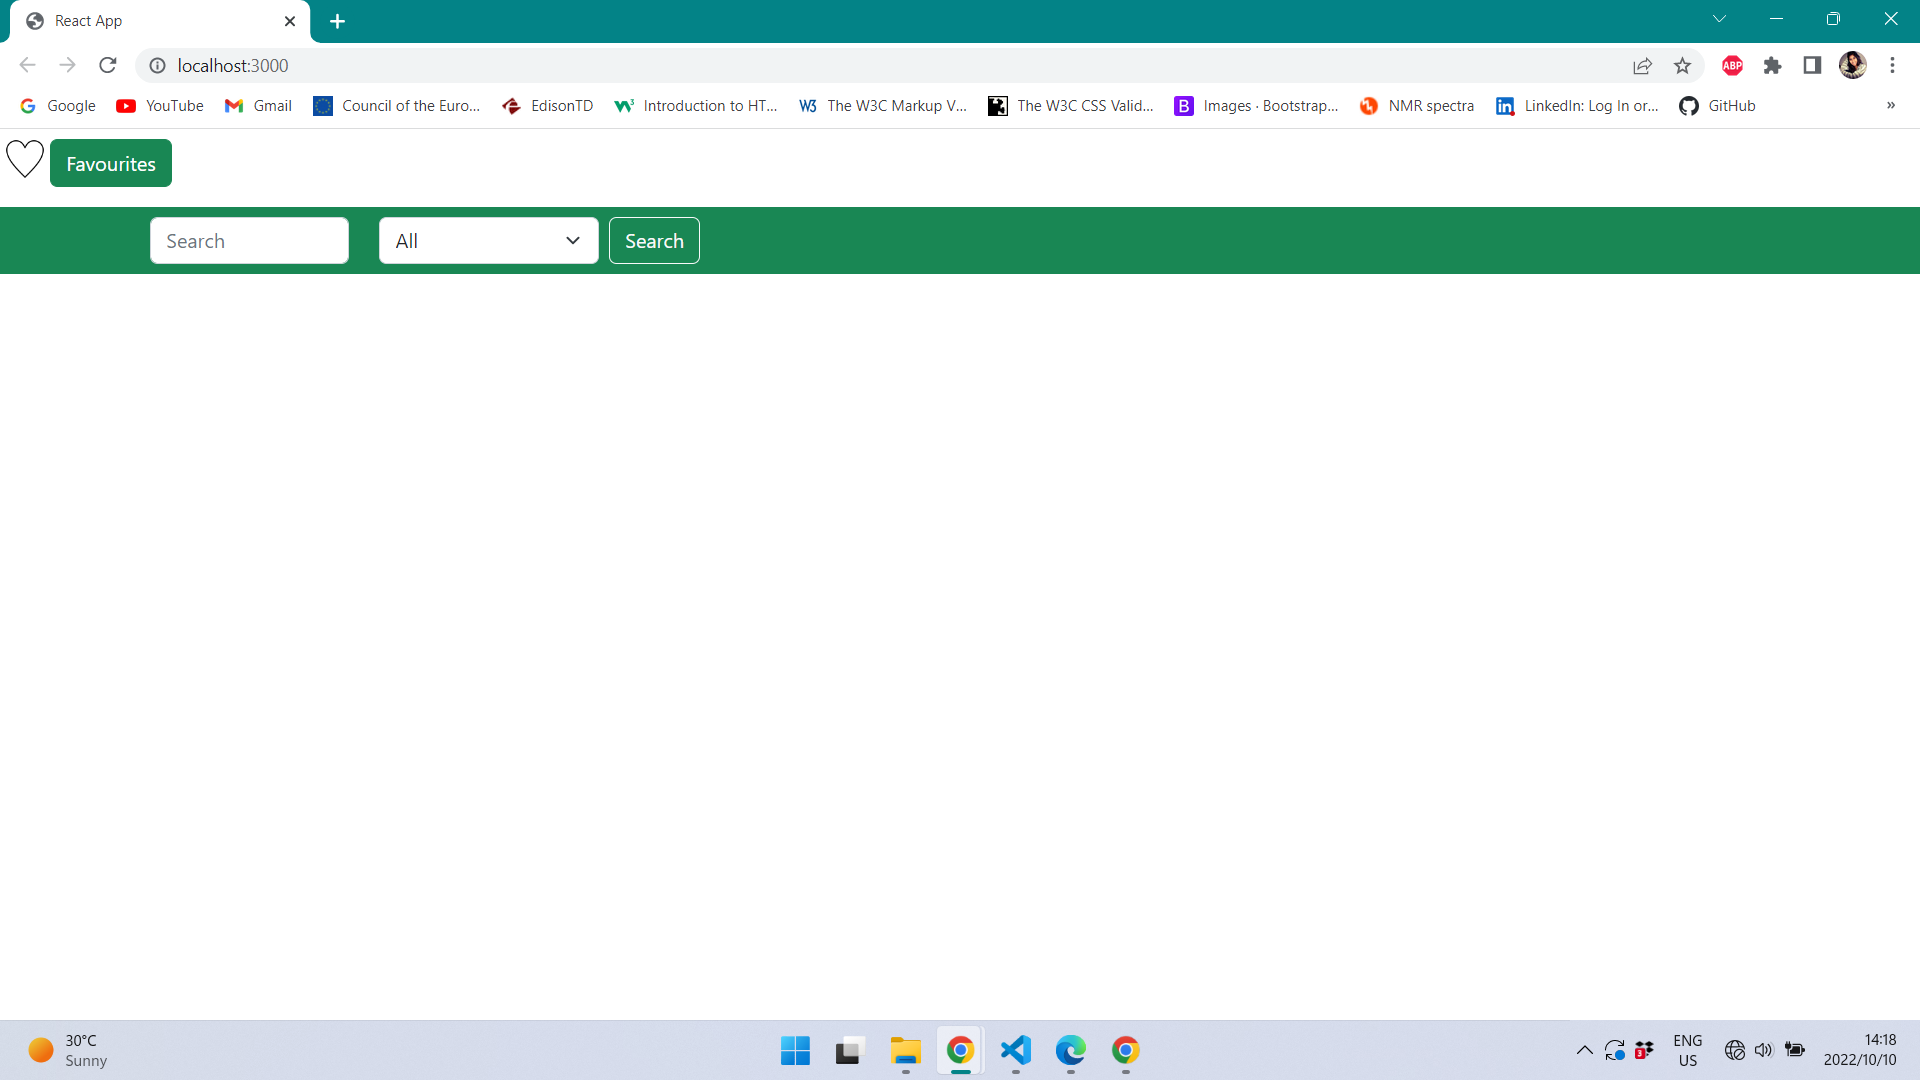 React App
localhost:3000
ABP
Google YouTube Gmail Council of the Euro... EdisonTD Introduction to HT... The W3C Markup V... The W3C CSS Valid... Images · Bootstrap... NMR spectra LinkedIn: Log In or... GitHub »
Favourites
Search All Search
30°C
Sunny
3
ENG
US
14:18
2022/10/10